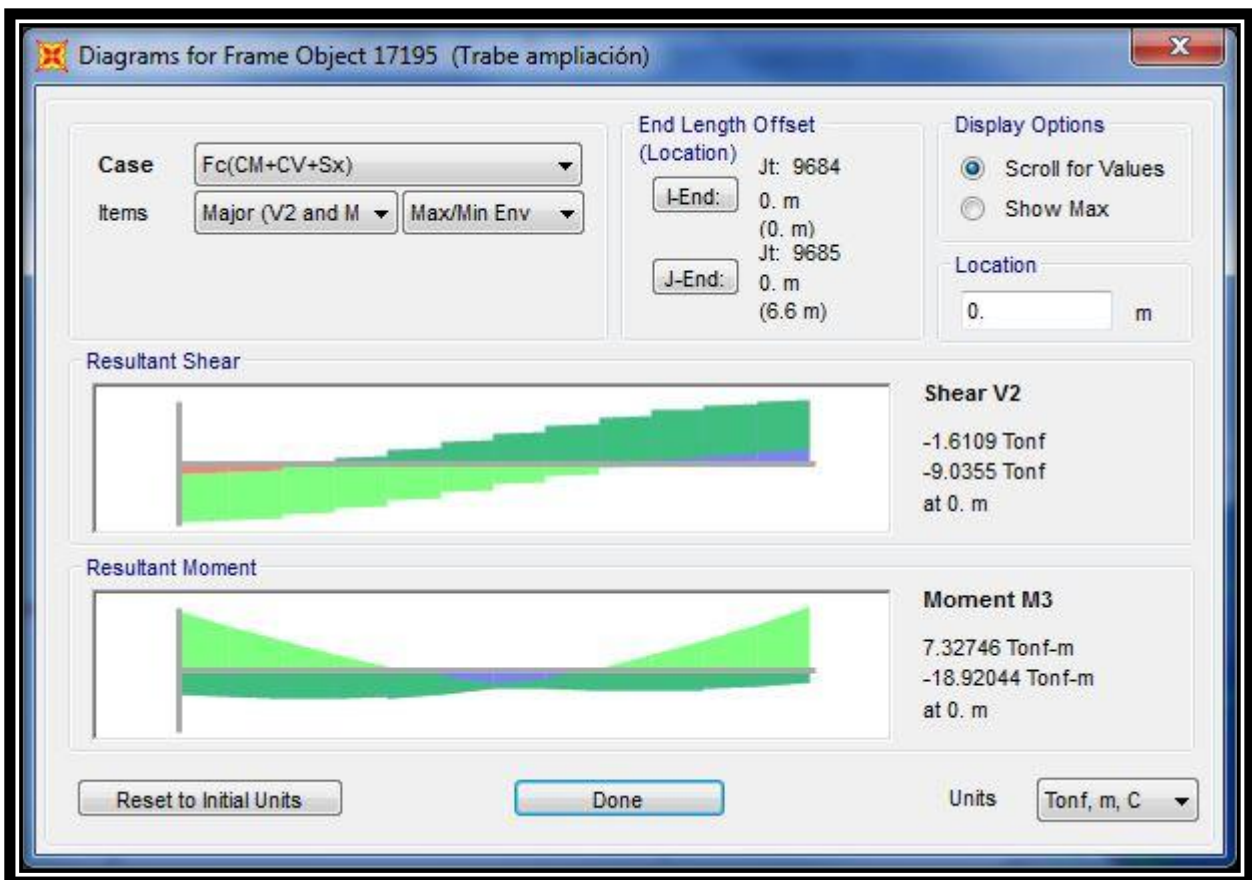 Diagrams for Frame Object 17195 (Trabe ampliación)
X
Case
Fc(CM+CV+Sx)
Items
Major (V2 and M
Max/Min Env
End Length Offset
(Location)
I-End:
Jt: 9684
0. m
(0. m)
J-End:
Jt: 9685
0. m
(6.6 m)
Display Options
Scroll for Values
Show Max
Location
0.
m
Resultant Shear
Shear V2
-1.6109 Tonf
-9.0355 Tonf
at 0. m
Resultant Moment
Moment M3
7.32746 Tonf-m
-18.92044 Tonf-m
at 0. m
Reset to Initial Units
Done
Units
Tonf, m, C